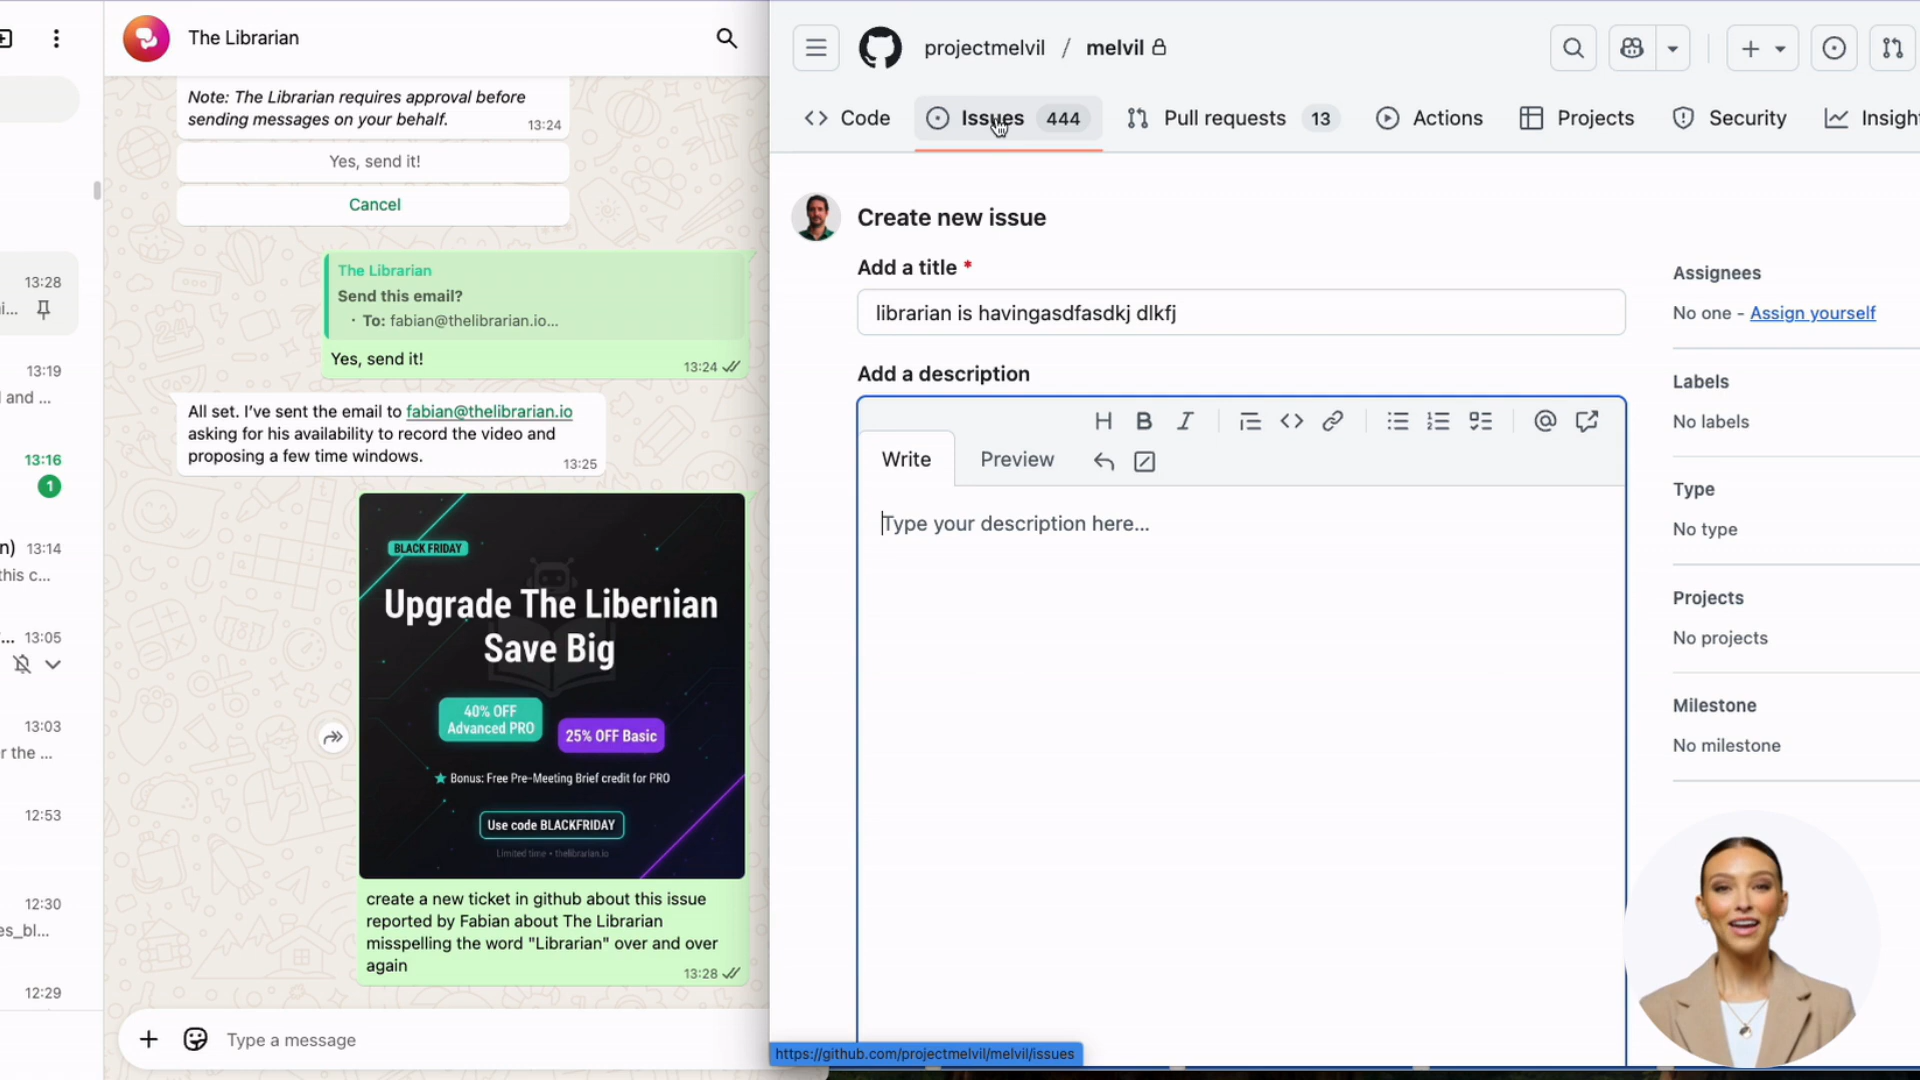 The Librarian
Note: The Librarian requires approval before
sending messages on your behalf.
13:24
Yes, send it!
Cancel
The Librarian
Send this email?
· To: fabian@thelibrarian.io...
Yes, send it!
13:24
All set. I've sent the email to fabian@thelibrarian.io
asking for his availability to record the video and
proposing a few time windows.
13:25
BLACK FRIDAY
Upgrade The Liberıian
Save Big
40% OFF
Advanced PRO
25% OFF Basic
Bonus: Free Pre-Meeting Brief credit for PRO
Use code BLACKFRIDAY
Limited time • thelibrarian.io
create a new ticket in github about this issue
reported by Fabian about The Librarian
misspelling the word "Librarian" over and over
again
13:28
Type a message
13:28
i...
13:19
and ...
13:16
1
n) 13:14
this c...
... 13:05
13:03
r the ...
12:53
12:30
es_bl...
12:29
projectmelvil / melvil
Code
Issues 444
Pull requests 13
Actions
Projects
Security
Insigh
Create new issue
Add a title *
librarian is havingasdfasdkj dlkfj
Add a description
Write
Preview
Type your description here...
Assignees
No one - Assign yourself
Labels
No labels
Type
No type
Projects
No projects
Milestone
No milestone
https://github.com/projectmelvil/melvil/issues